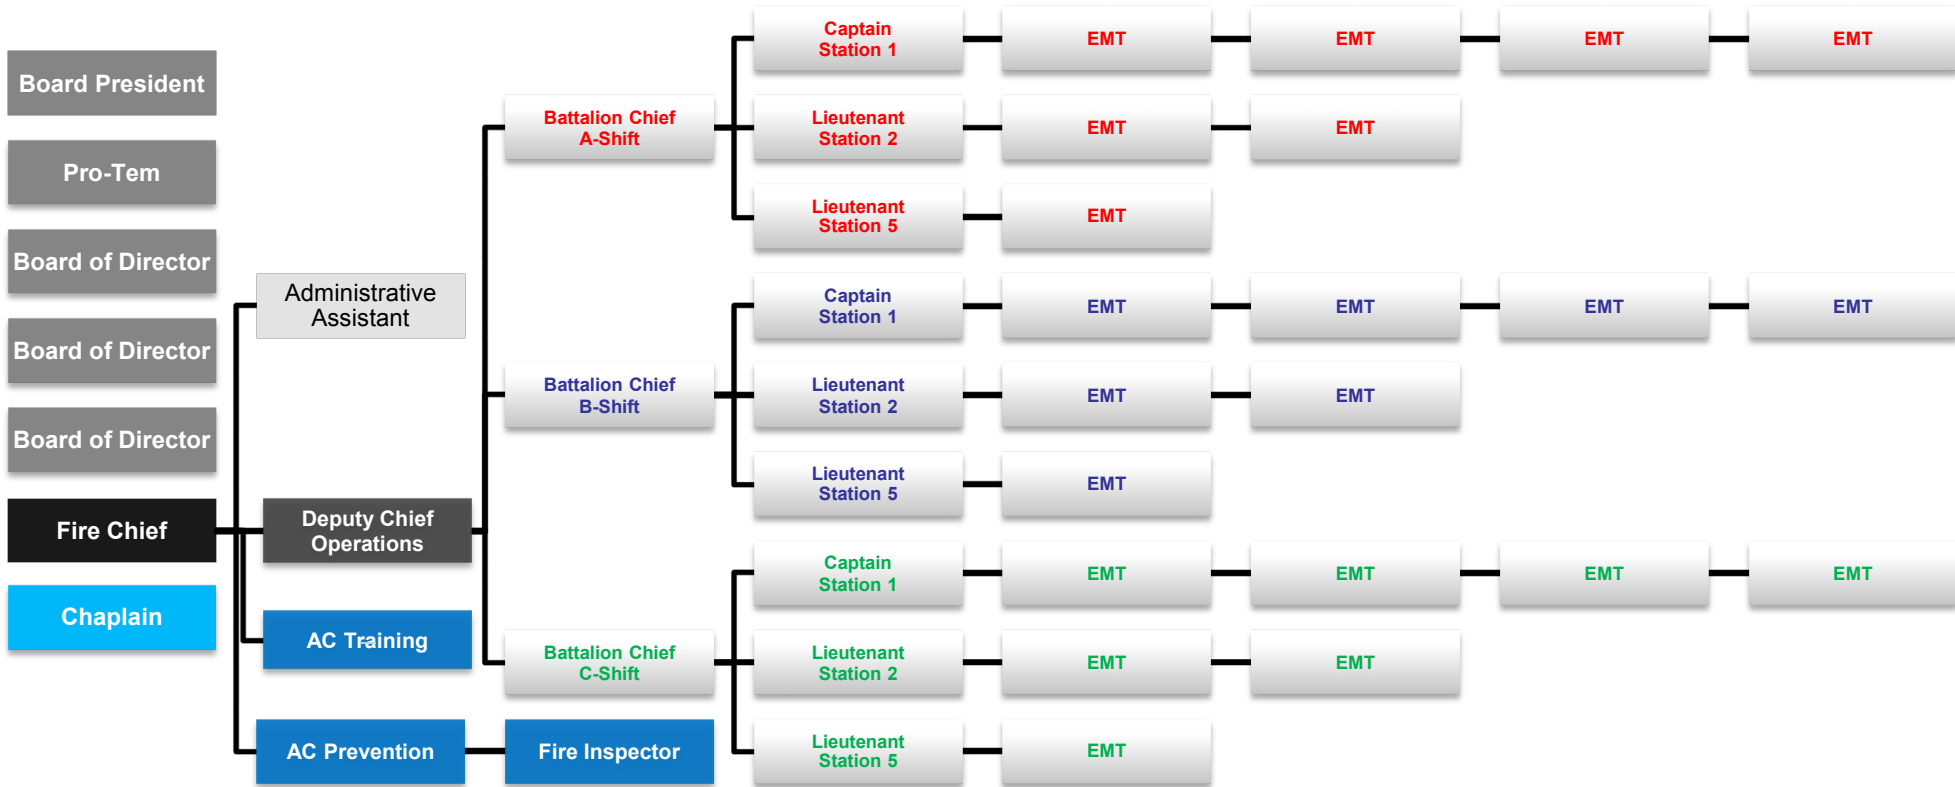 Board President
Pro-Tem
Board of Director
Board of Director
Board of Director
Fire Chief
Chaplain
Administrative
Assistant
Deputy Chief
Operations
AC Training
AC Prevention
Fire Inspector
Battalion Chief
A-Shift
Captain
Station 1
EMT
EMT
EMT
EMT
Lieutenant
Station 2
EMT
EMT
Lieutenant
Station 5
EMT
Battalion Chief
B-Shift
Captain
Station 1
EMT
EMT
EMT
EMT
Lieutenant
Station 2
EMT
EMT
Lieutenant
Station 5
EMT
Battalion Chief
C-Shift
Captain
Station 1
EMT
EMT
EMT
EMT
Lieutenant
Station 2
EMT
EMT
Lieutenant
Station 5
EMT